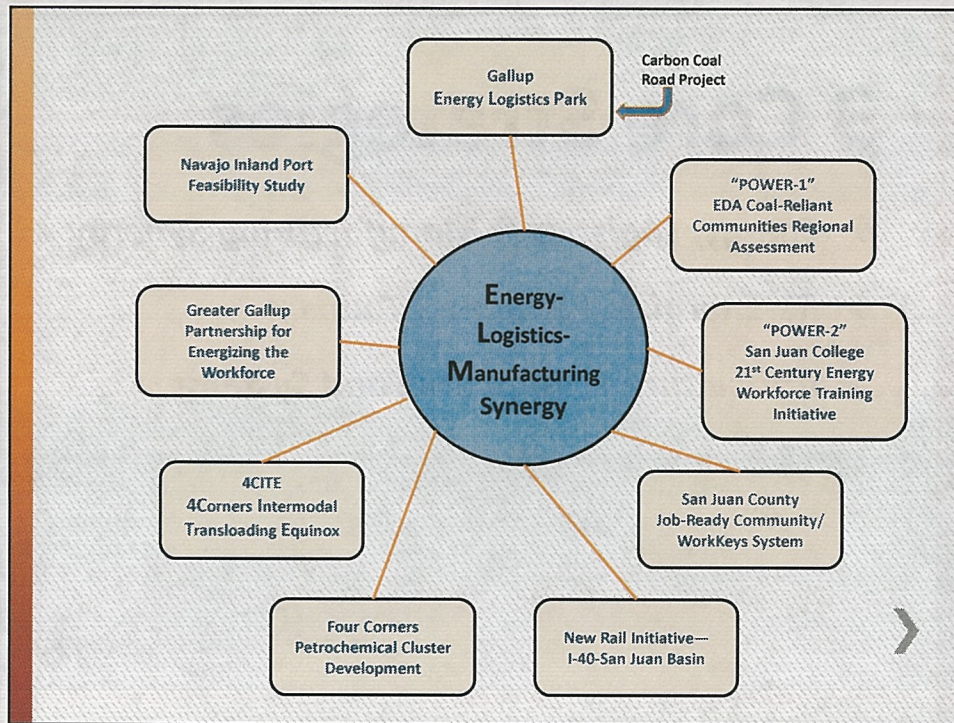 Gallup
Energy Logistics Park
Carbon Coal
Road Project
Navajo Inland Port
Feasibility Study
“POWER-1”
EDA Coal-Reliant
Communities Regional
Assessment
Greater Gallup
Partnership for
Energizing the
Workforce
Energy-
Logistics-
Manufacturing
Synergy
“POWER-2”
San Juan College
21st Century Energy
Workforce Training
Initiative
4CITE
4Corners Intermodal
Transloading Equinox
San Juan County
Job-Ready Community/
WorkKeys System
Four Corners
Petrochemical Cluster
Development
New Rail Initiative—
I-40-San Juan Basin